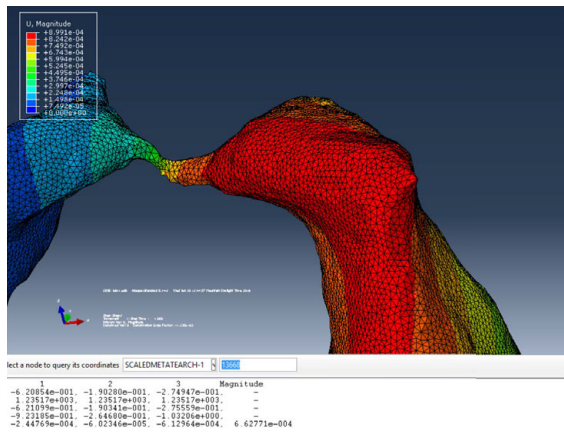 U, Magnitude
+8.991e-04
+8.242e-04
+7.492e-04
+6.743e-04
+5.994e-04
+5.245e-04
+4.495e-04
+3.746e-04
+2.997e-04
+2.248e-04
+1.498e-04
+7.492e-05
+0.000e+00
lect a node to query its coordinates SCALEDMETATEARCH-1 13660
1 2 3 Magnitude
-6.20854e-001, -1.90280e-001, -2.74947e-001, -
1.23517e+003, 1.23517e+003, 1.23517e+003, -
-6.21099e-001, -1.90341e-001, -2.75559e-001, -
-9.23185e-001, -2.64680e-001, -1.03206e+000, -
-2.44769e-004, -6.02346e-005, -6.12964e-004, 6.62771e-004